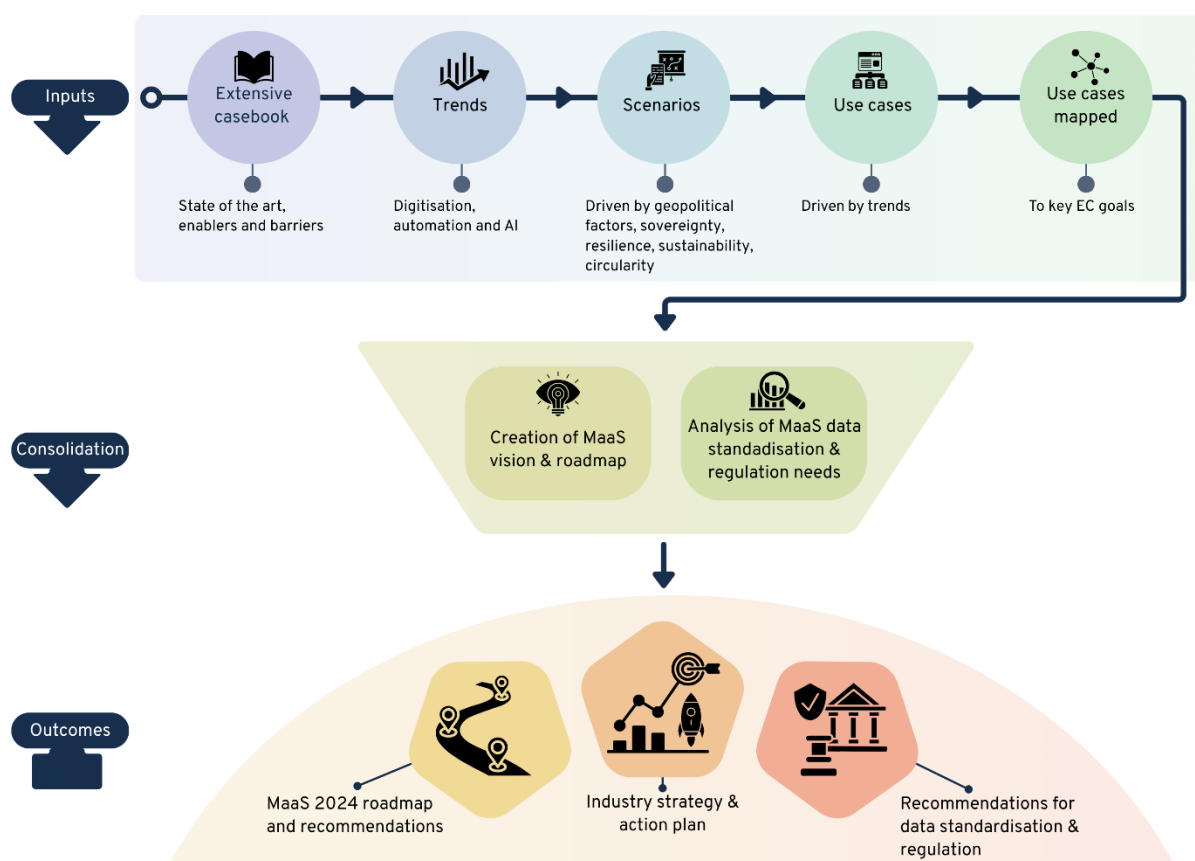 Inputs
Extensive
casebook
Trends
Scenarios
Use cases
Use cases
mapped
State of the art,
enablers and barriers
Digitisation,
automation and AI
Driven by geopolitical
factors, sovereignty,
resilience, sustainability,
circularity
Driven by trends
To key EC goals
Consolidation
Creation of MaaS
vision & roadmap
Analysis of MaaS data
standadisation &
regulation needs
Outcomes
MaaS 2024 roadmap
and recommendations
Industry strategy &
action plan
Recommendations for
data standardisation &
regulation